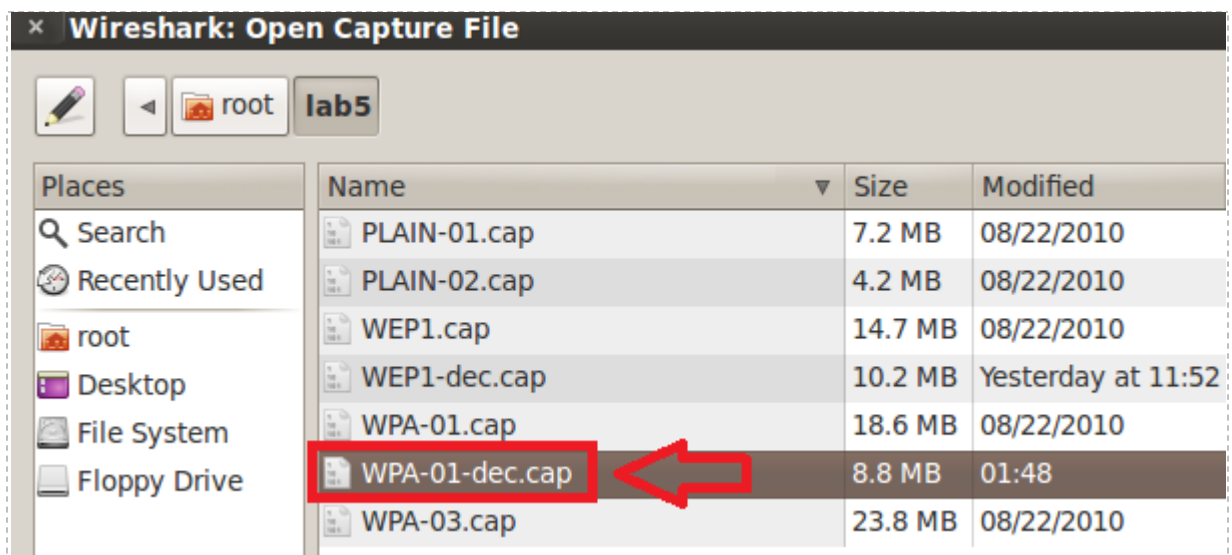 × Wireshark: Open Capture File
root lab5
Places Name Size Modified
Search PLAIN-01.cap 7.2 MB 08/22/2010
Recently Used PLAIN-02.cap 4.2 MB 08/22/2010
root WEP1.cap 14.7 MB 08/22/2010
Desktop WEP1-dec.cap 10.2 MB Yesterday at 11:52
File System WPA-01.cap 18.6 MB 08/22/2010
Floppy Drive WPA-01-dec.cap 8.8 MB 01:48
WPA-03.cap 23.8 MB 08/22/2010